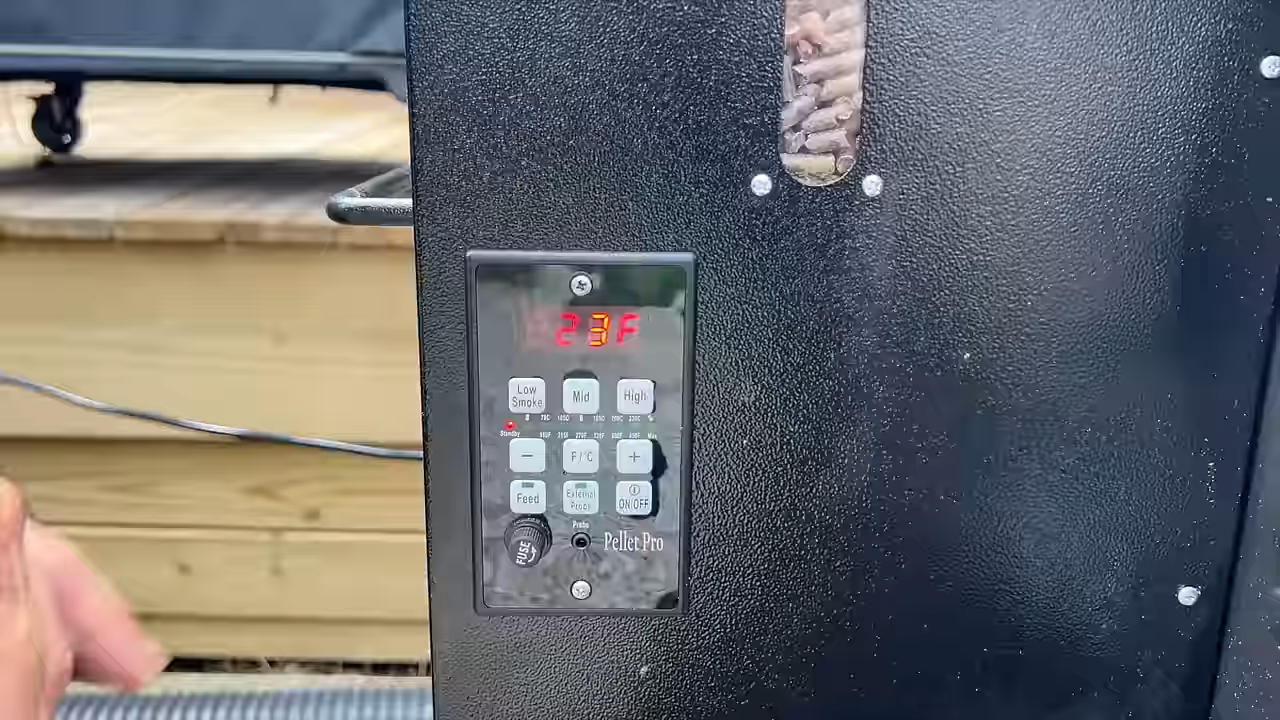 23F
Low Smoke
Mid
High
Standby
−
F/°C
+
Feed
External Probe
ON/OFF
Probe
FUSE
Pellet Pro